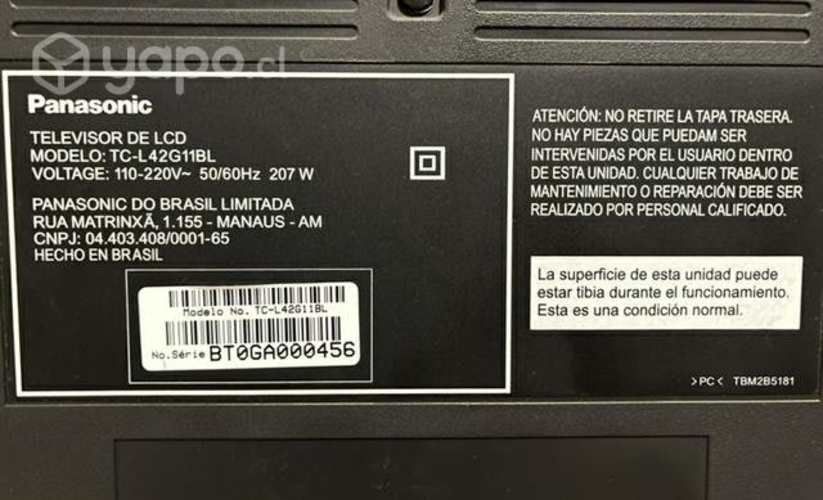 yapo.cl
Panasonic
TELEVISOR DE LCD
MODELO: TC-L42G11BL
VOLTAGE: 110-220V~ 50/60Hz 207 W
PANASONIC DO BRASIL LIMITADA
RUA MATRINXÃ, 1.155 - MANAUS - AM
CNPJ: 04.403.408/0001-65
HECHO EN BRASIL
Modelo No. TC-L42G11BL
No.Série BT0GA000456
ATENCIÓN: NO RETIRE LA TAPA TRASERA.
NO HAY PIEZAS QUE PUEDAM SER
INTERVENIDAS POR EL USUARIO DENTRO
DE ESTA UNIDAD. CUALQUIER TRABAJO DE
MANTENIMIENTO O REPARACIÓN DEBE SER
REALIZADO POR PERSONAL CALIFICADO.
La superficie de esta unidad puede
estar tibia durante el funcionamiento.
Esta es una condición normal.
>PC< TBM2B5181